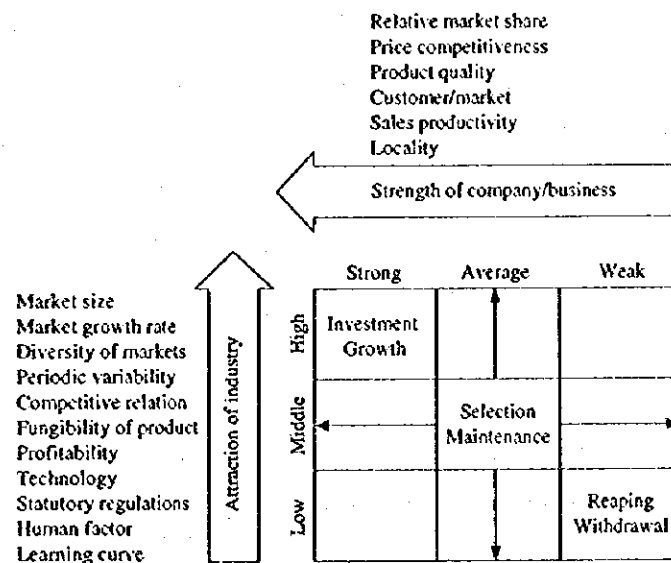 Relative market share
Price competitiveness
Product quality
Customer/market
Sales productivity
Locality
Strength of company/business
Strong Average Weak
Market size
Market growth rate
Diversity of markets
Periodic variability
Competitive relation
Fungibility of product
Profitability
Technology
Statutory regulations
Human factor
Learning curve
Attraction of industry
High
Investment
Growth
Middle
Selection
Maintenance
Low
Reaping
Withdrawal